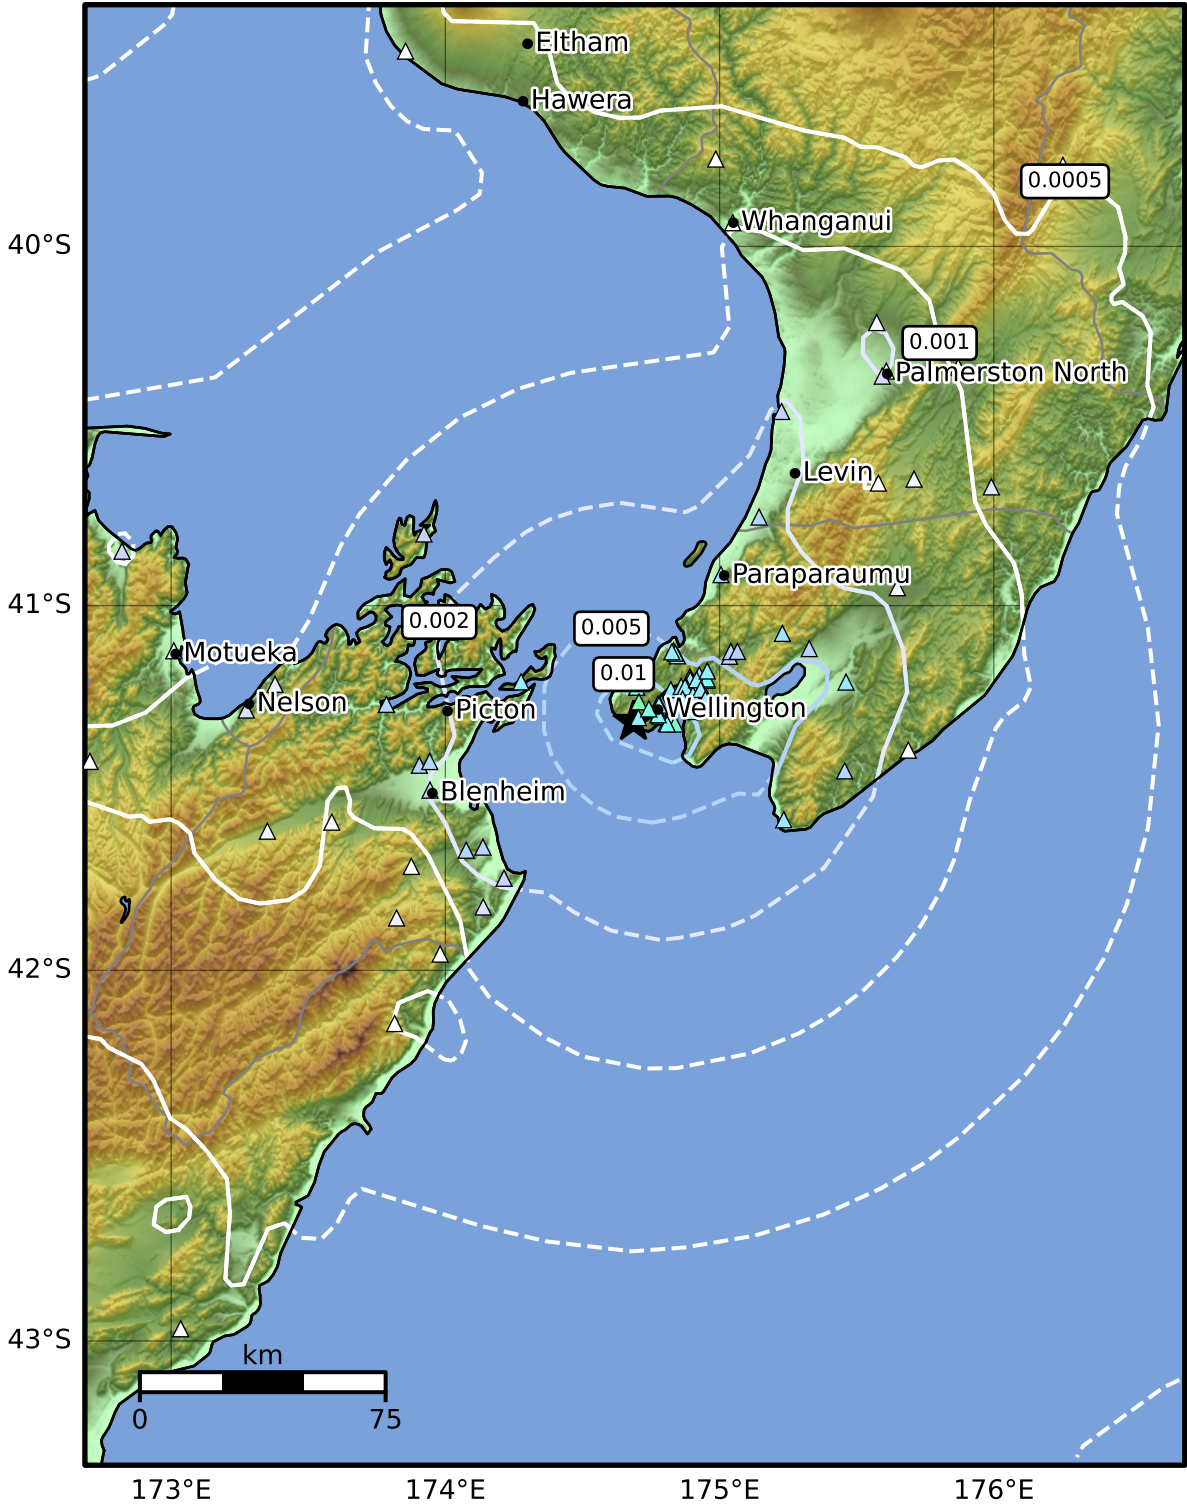 Eltham
Hawera
0.0005
Whanganui
40°S
0.001
Palmerston North
Levin
Paraparaumu
41°S
0.002
0.005
Motueka
0.01
Nelson
Picton
Wellington
Blenheim
42°S
43°S
km
0
75
173°E
174°E
175°E
176°E